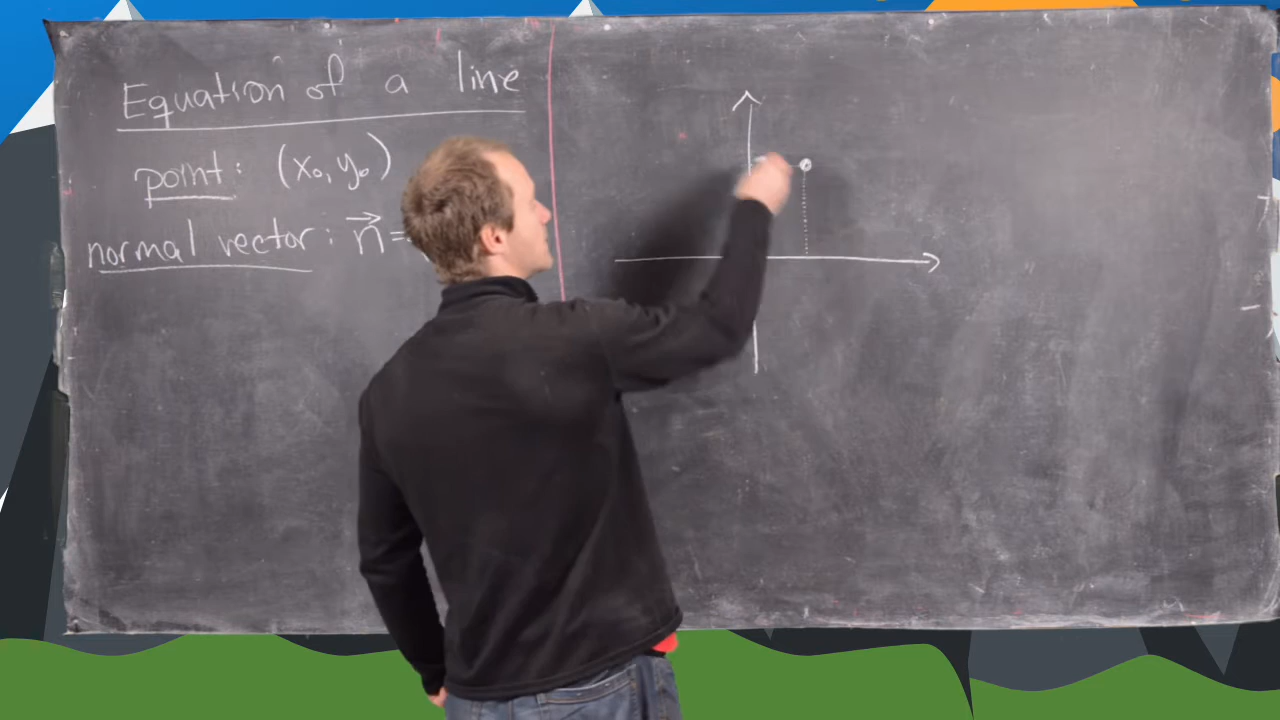 Equation of a line
point: (x₀, y₀)
normal vector: n⃗ =